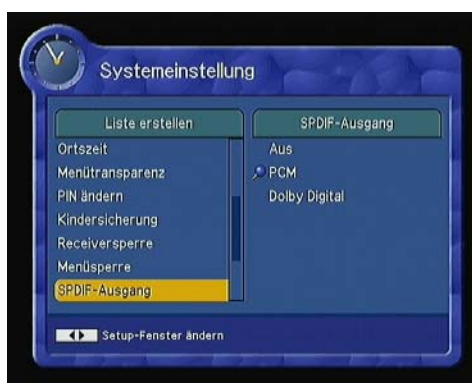 Systemeinstellung
Liste erstellen
Ortszeit
Menütransparenz
PIN ändern
Kindersicherung
Receiversperre
Menüsperre
SPDIF-Ausgang
SPDIF-Ausgang
Aus
PCM
Dolby Digital
Setup-Fenster ändern